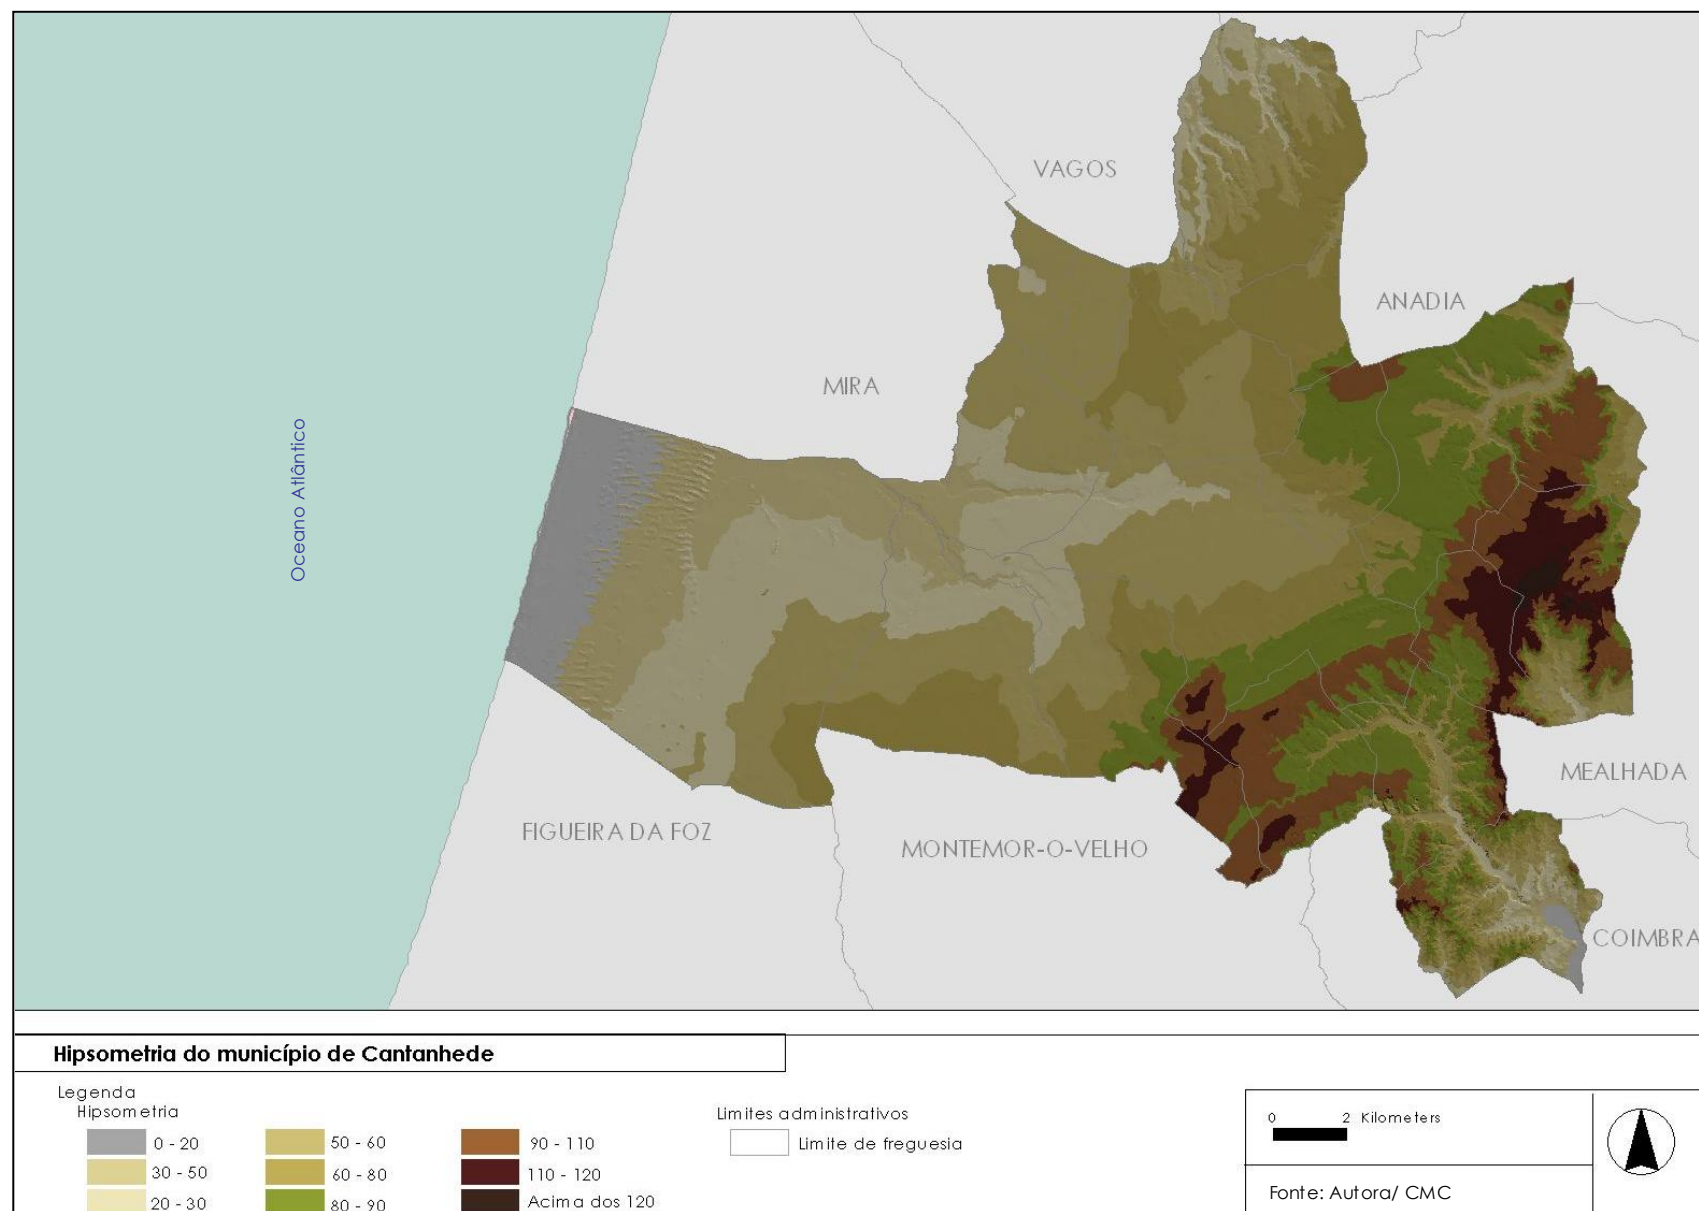 VAGOS
ANADIA
MIRA
Oceano Atlântico
MEALHADA
FIGUEIRA DA FOZ
MONTEMOR-O-VELHO
COIMBRA
Hipsometria do município de Cantanhede
Legenda
Hipsometria
0 - 20
30 - 50
20 - 30
50 - 60
60 - 80
80 - 90
90 - 110
110 - 120
Acima dos 120
Limites administrativos
Limite de freguesia
0 2 Kilometers
Fonte: Autora/ CMC